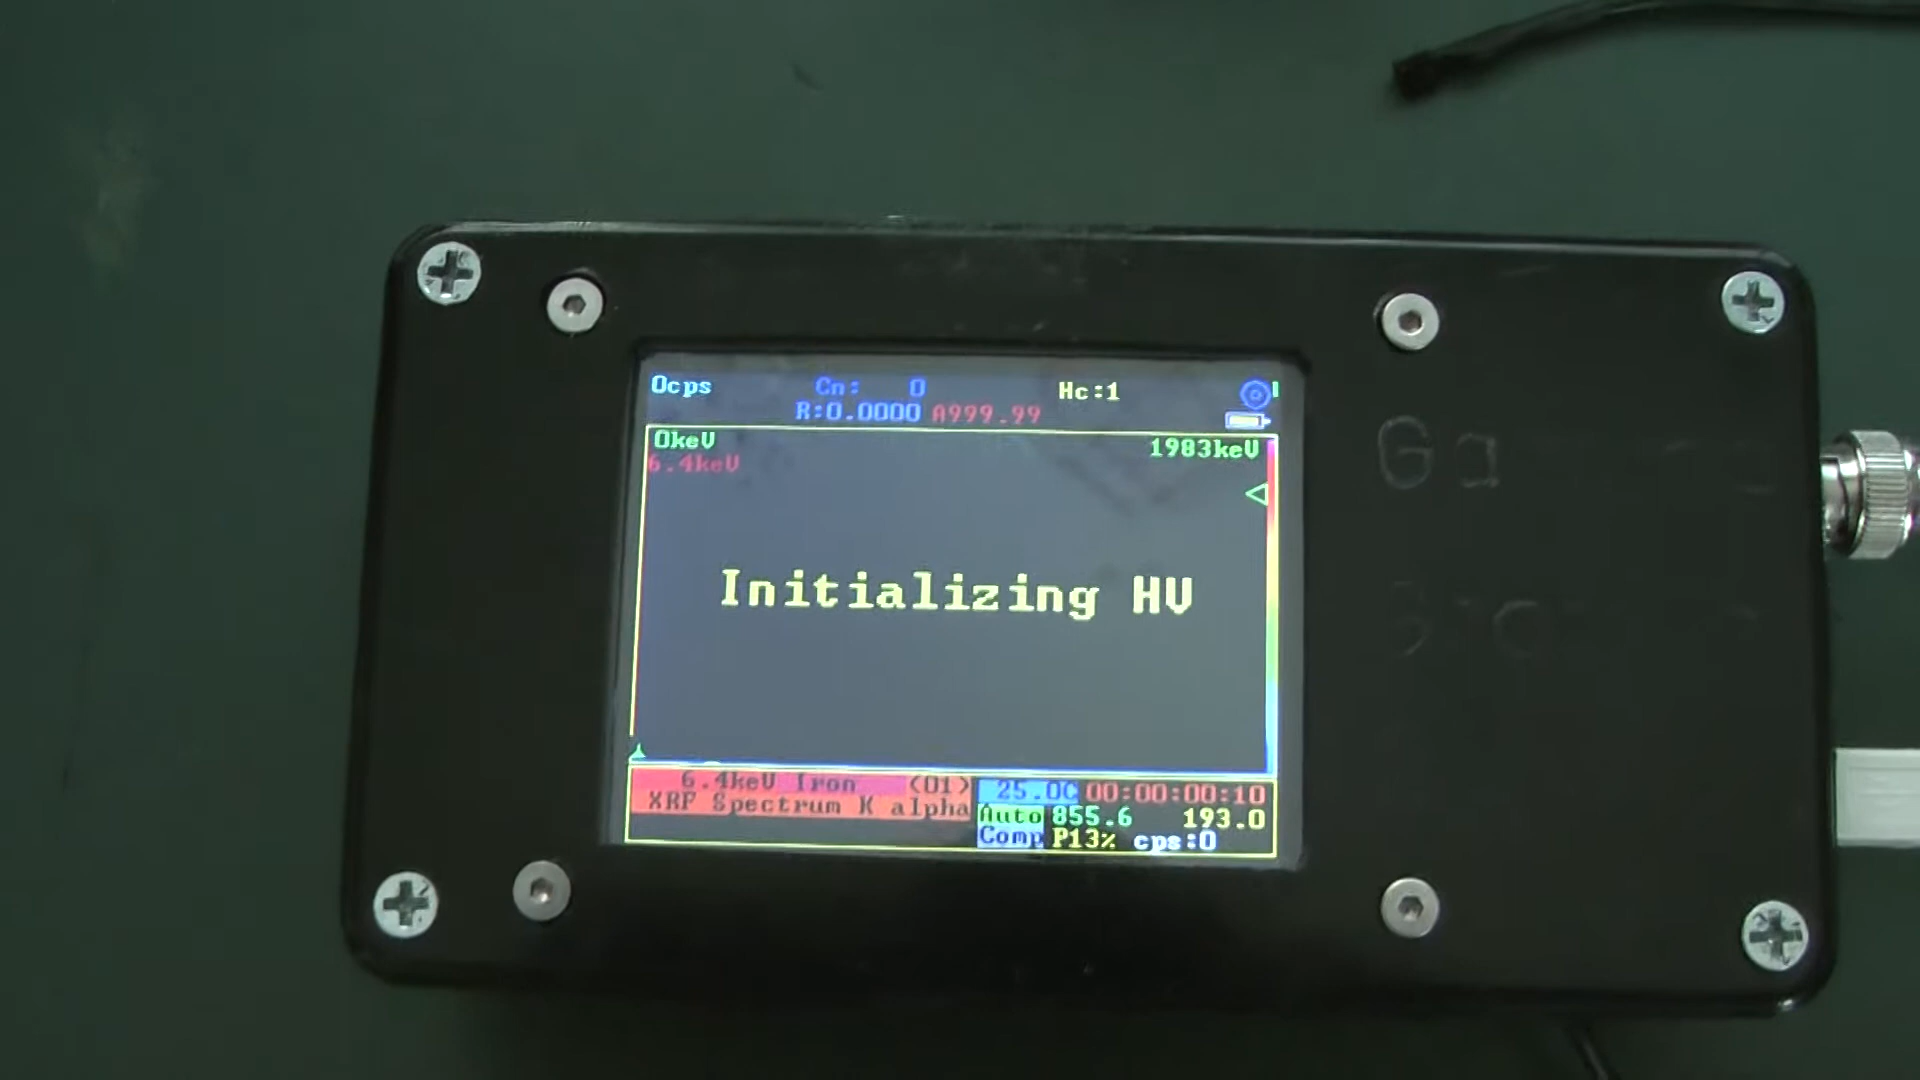 0cps Cn: 0 Hc:1
R:0.0000 A999.99
0keV 1983keV
6.4keV
Initializing HV
6.4keV Iron (01)
XRF Spectrum K alpha
25.0C 00:00:00:10
Auto 855.6 193.0
Comp P13% cps:0